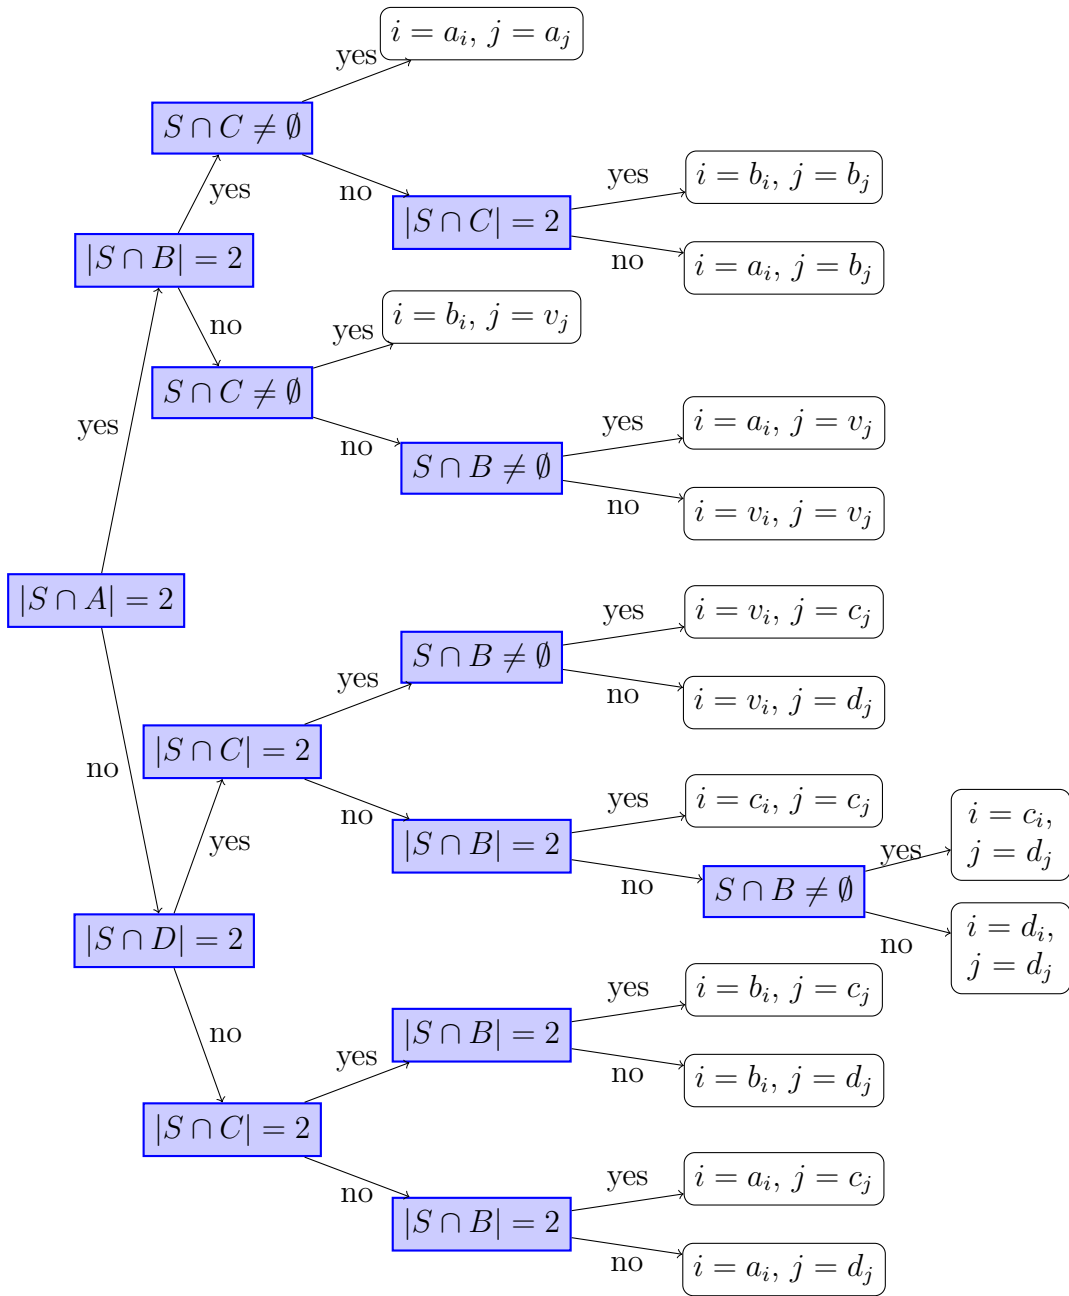 i = a_i, j = a_j
yes
S ∩ C ≠ ∅
yes
no
yes
i = b_i, j = b_j
|S ∩ C| = 2
no
i = a_i, j = b_j
|S ∩ B| = 2
no
yes
i = b_i, j = v_j
S ∩ C ≠ ∅
yes
no
yes
i = a_i, j = v_j
S ∩ B ≠ ∅
no
i = v_i, j = v_j
|S ∩ A| = 2
yes
i = v_i, j = c_j
S ∩ B ≠ ∅
no
i = v_i, j = d_j
yes
|S ∩ C| = 2
no
yes
no
yes
i = c_i, j = c_j
|S ∩ B| = 2
no
yes
i = c_i,
j = d_j
S ∩ B ≠ ∅
no
i = d_i,
j = d_j
|S ∩ D| = 2
no
yes
i = b_i, j = c_j
|S ∩ B| = 2
no
i = b_i, j = d_j
yes
|S ∩ C| = 2
no
yes
i = a_i, j = c_j
|S ∩ B| = 2
no
i = a_i, j = d_j